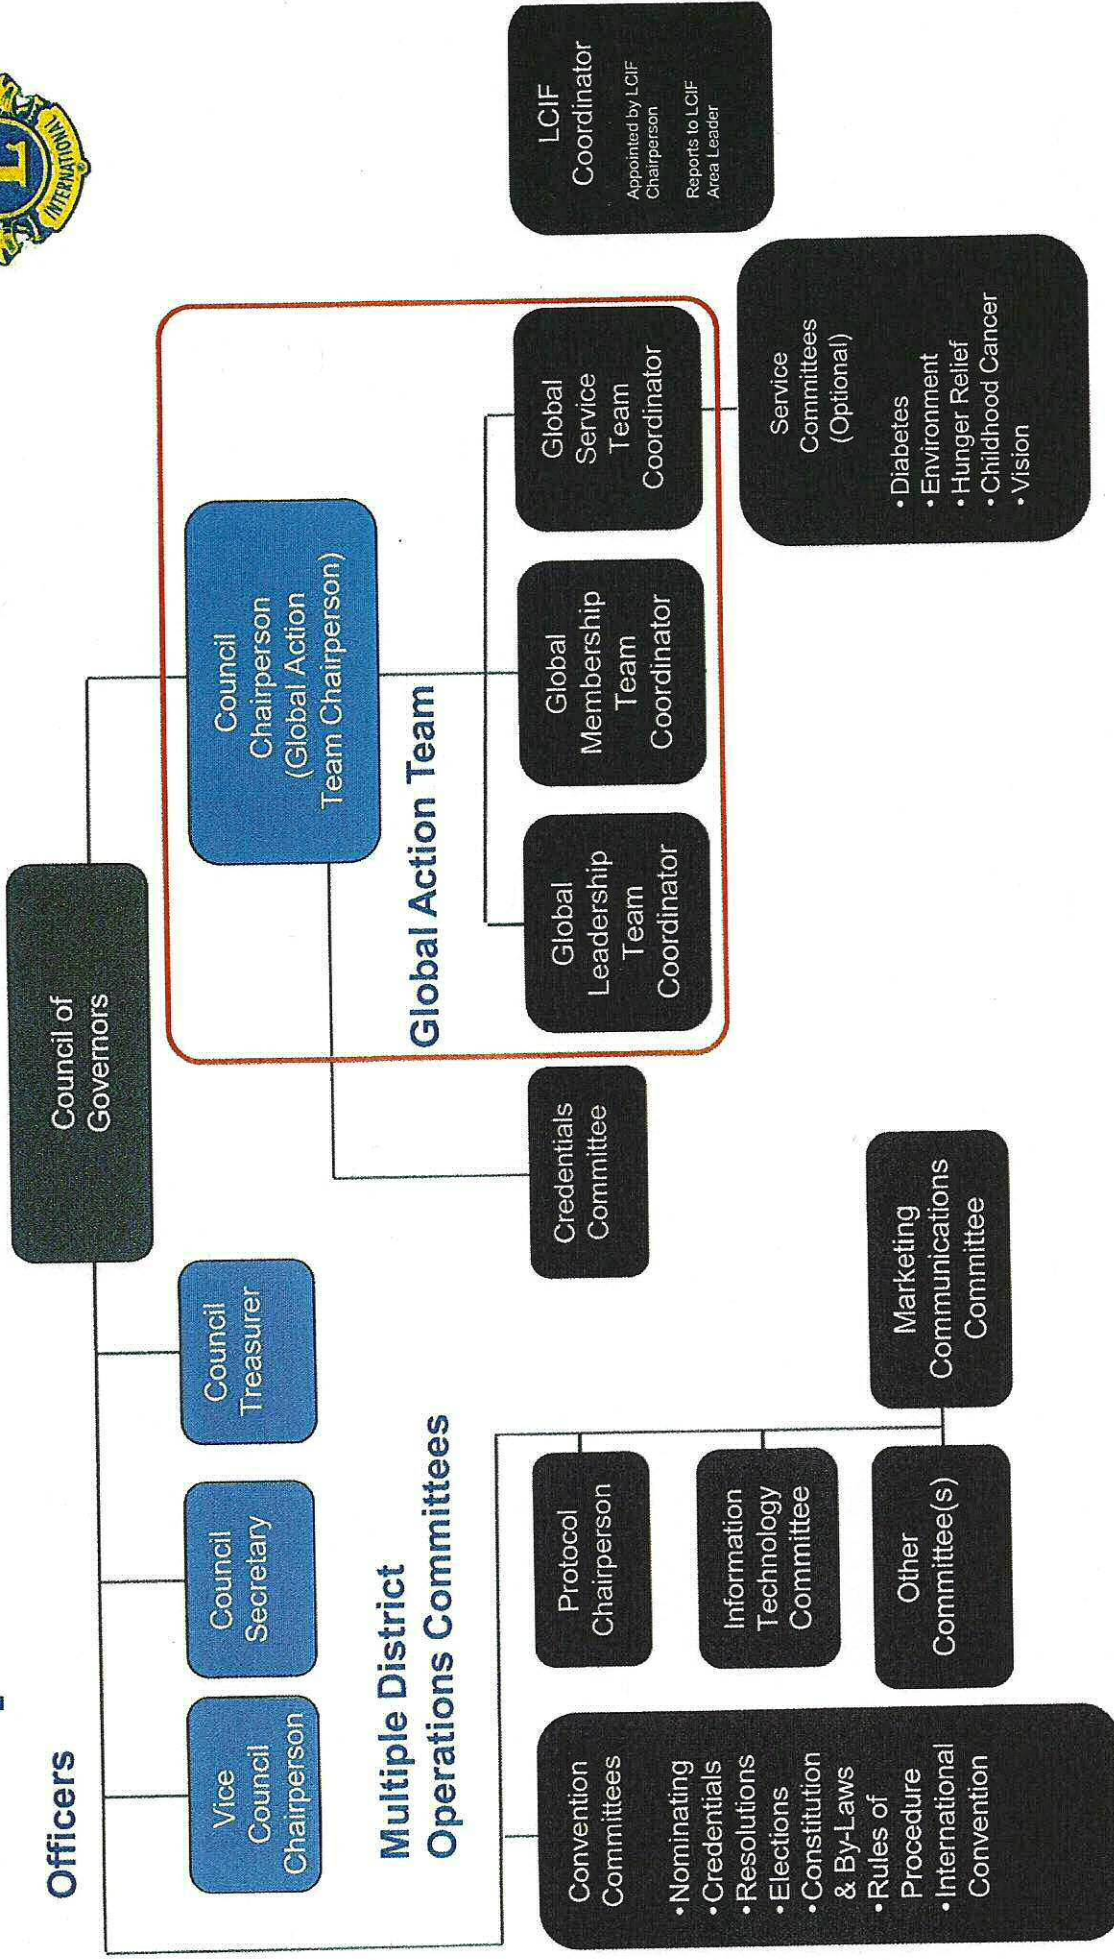 L
INTERNATIONAL
Officers
Council of
Governors
Vice
Council
Chairperson
Council
Secretary
Council
Treasurer
Council
Chairperson
(Global Action
Team Chairperson)
Global Action Team
Global
Leadership
Team
Coordinator
Global
Membership
Team
Coordinator
Global
Service
Team
Coordinator
LCIF
Coordinator
Appointed by LCIF
Chairperson
Reports to LCIF
Area Leader
Service
Committees
(Optional)
• Diabetes
• Environment
• Hunger Relief
• Childhood Cancer
• Vision
Credentials
Committee
Multiple District
Operations Committees
Convention
Committees
• Nominating
• Credentials
• Resolutions
• Elections
• Constitution
& By-Laws
• Rules of
Procedure
• International
Convention
Protocol
Chairperson
Information
Technology
Committee
Other
Committee(s)
Marketing
Communications
Committee